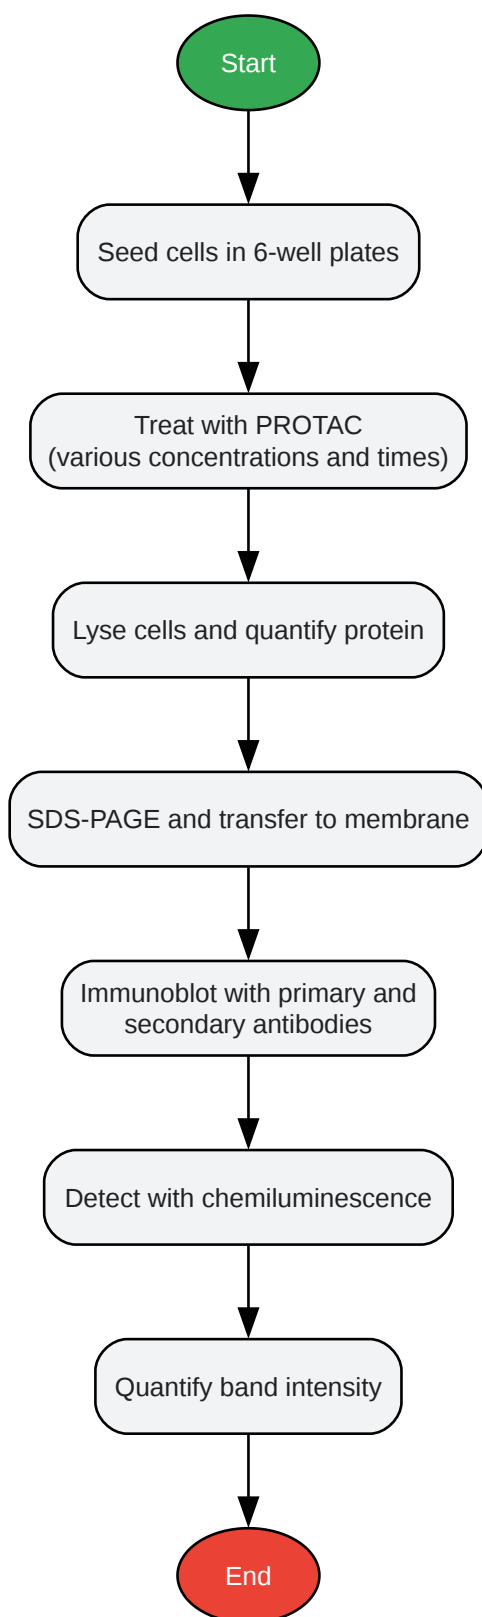 Start
Seed cells in 6-well plates
Treat with PROTAC
(various concentrations and times)
Lyse cells and quantify protein
SDS-PAGE and transfer to membrane
Immunoblot with primary and
secondary antibodies
Detect with chemiluminescence
Quantify band intensity
End